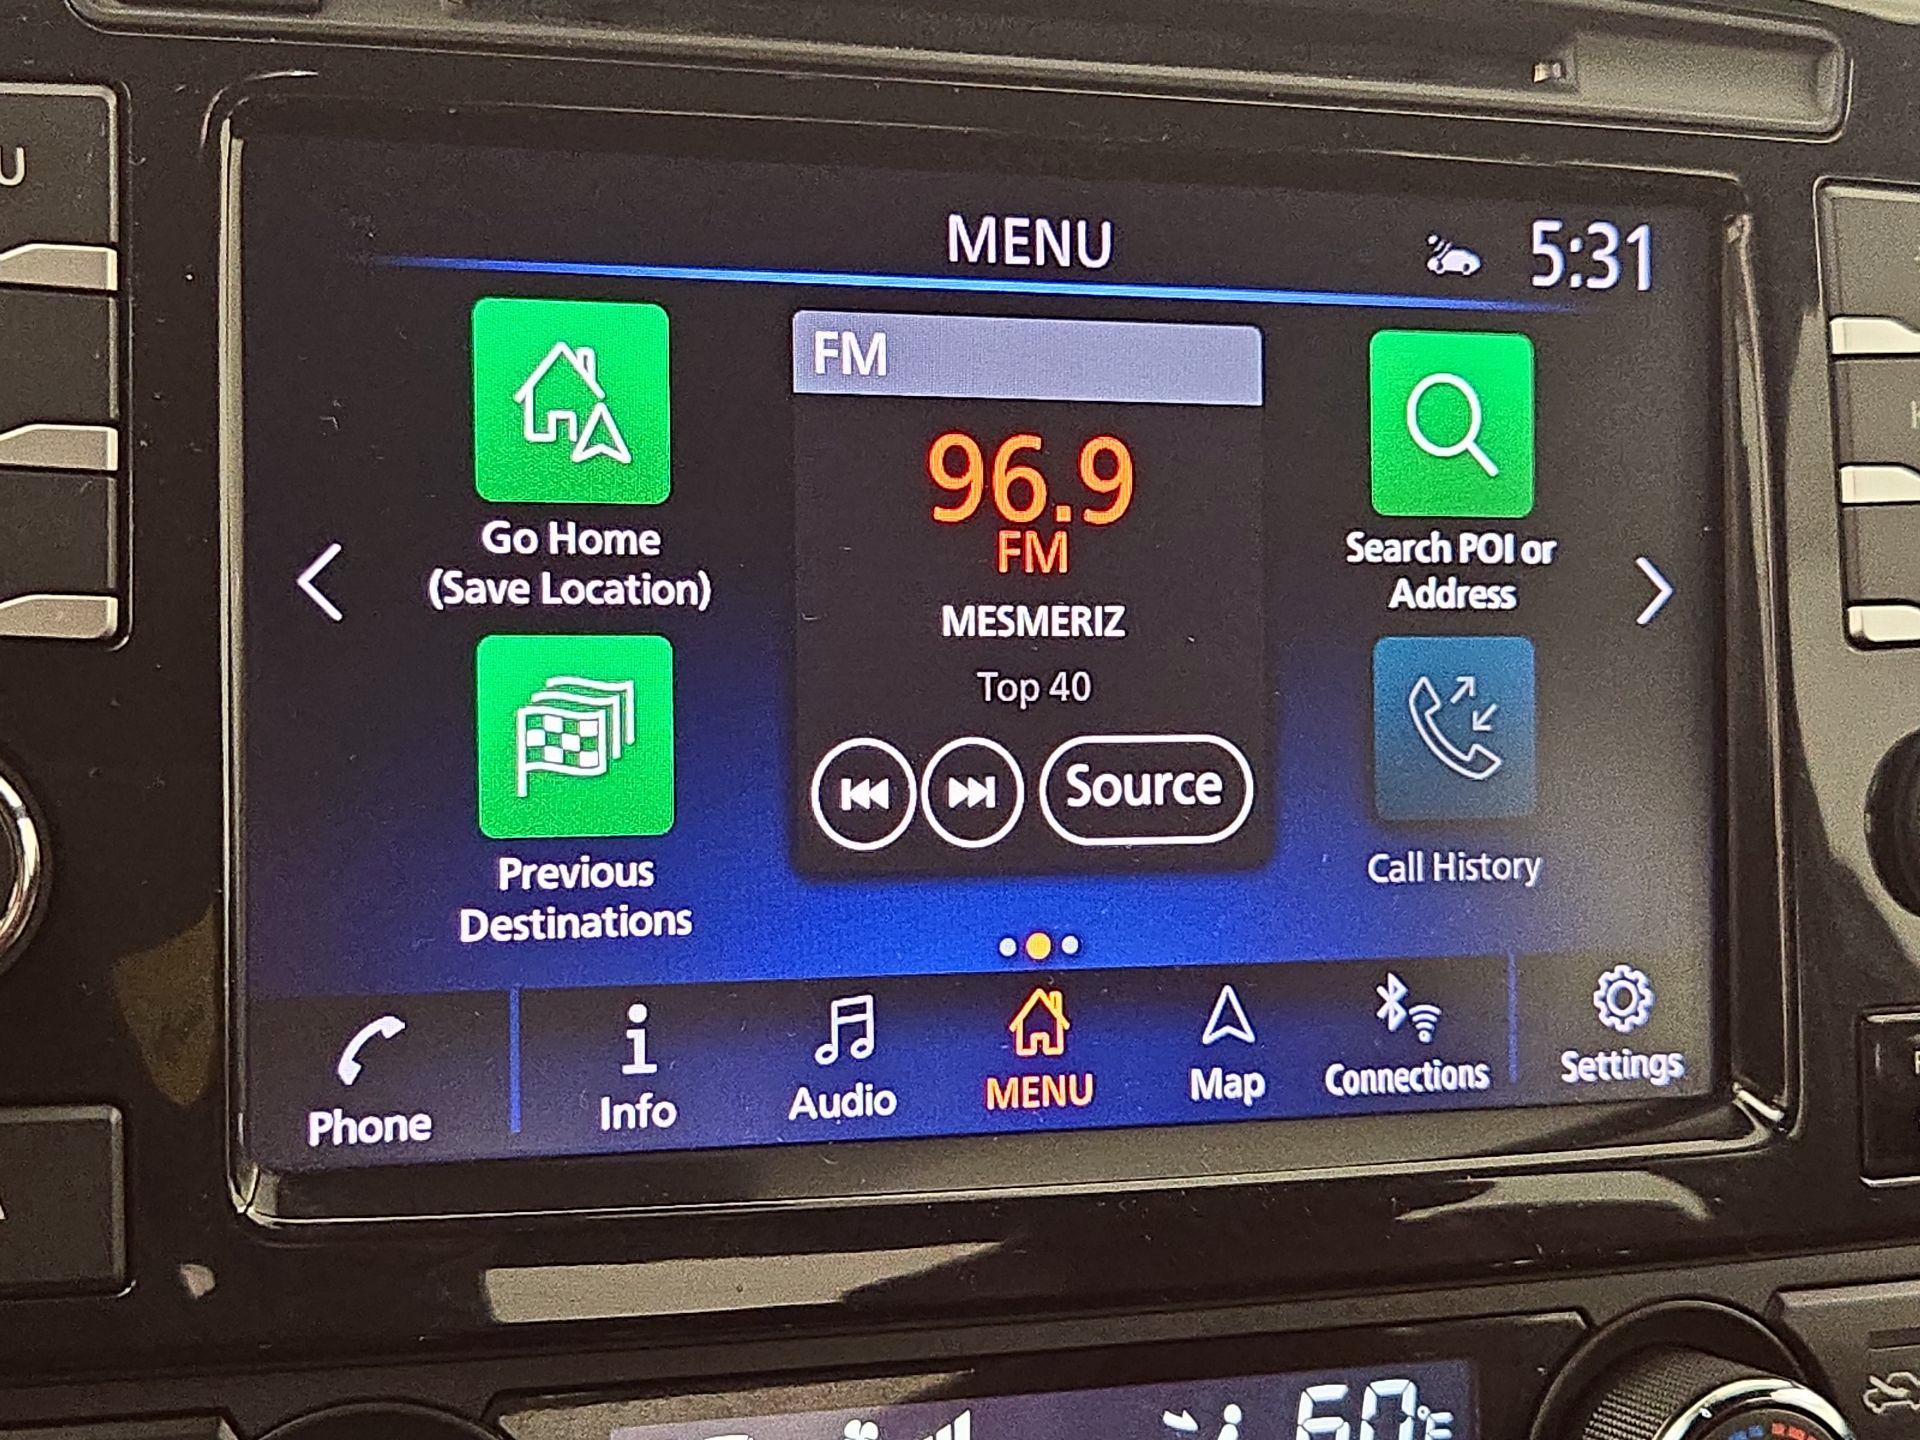 MENU
5:31
FM
96.9
FM
MESMERIZ
Top 40
Source
Go Home
(Save Location)
Previous
Destinations
Search POI or
Address
Call History
Phone
Info
Audio
MENU
Map
Connections
Settings
60°F